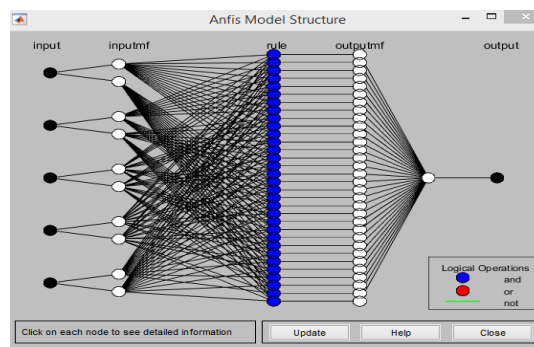 Anfis Model Structure
input inputmf rule outputmf output
Logical Operations
and
or
not
Click on each node to see detailed information
Update Help Close